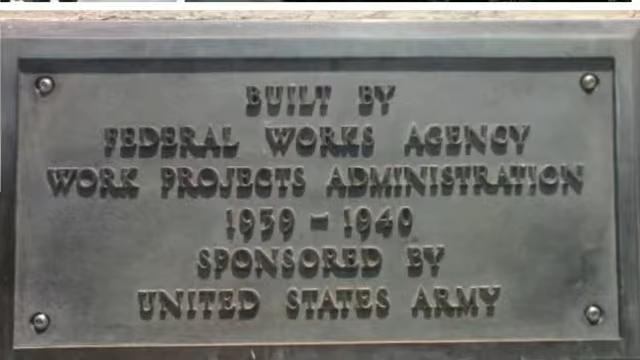 BUILT BY
FEDERAL WORKS AGENCY
WORK PROJECTS ADMINISTRATION
1939 – 1940
SPONSORED BY
UNITED STATES ARMY